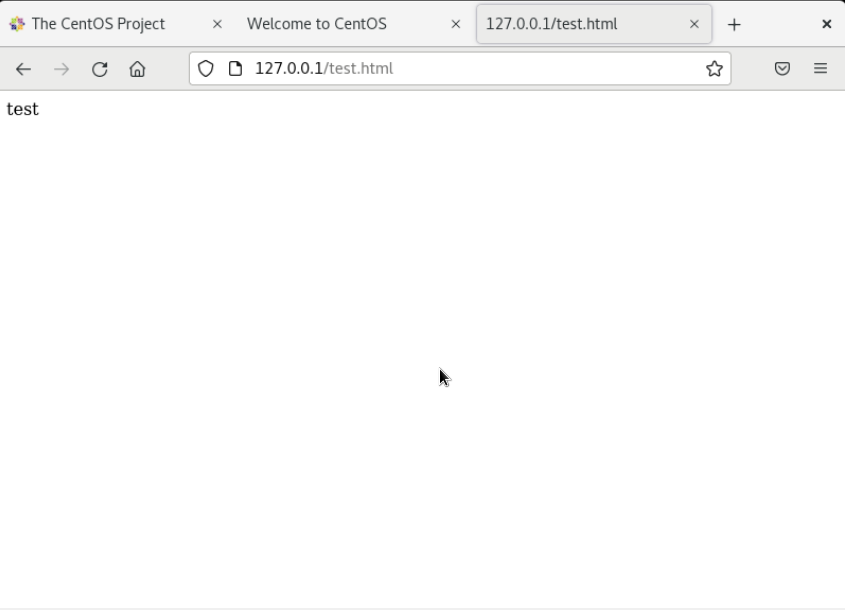 The CentOS Project
Welcome to CentOS
127.0.0.1/test.html
127.0.0.1/test.html
test